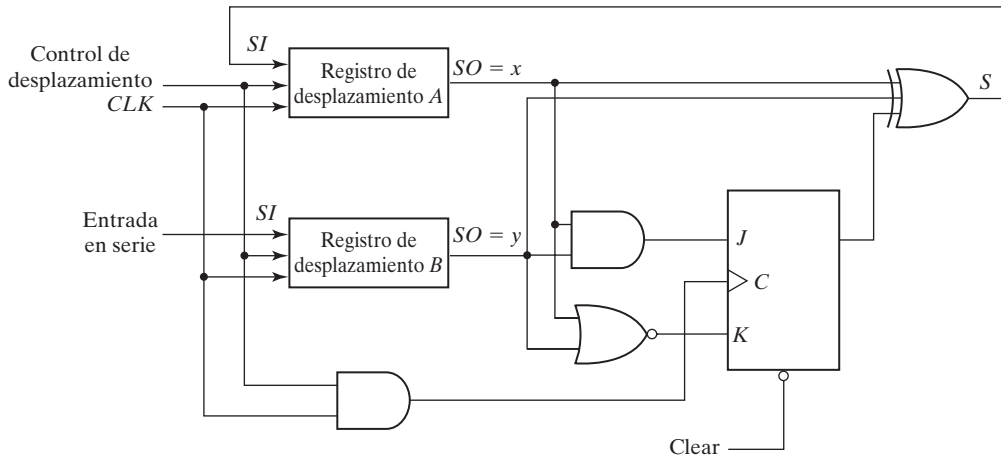 Control de
desplazamiento
CLK
SI
Registro de
desplazamiento A
SO = x
S
Entrada
en serie
SI
Registro de
desplazamiento B
SO = y
J
C
K
Clear